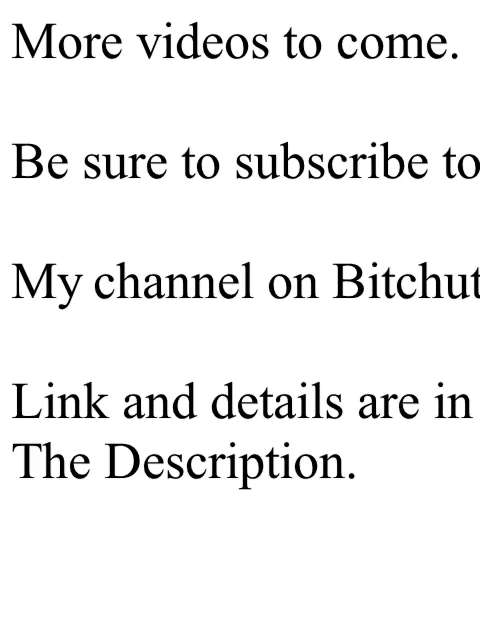 More videos to come.
Be sure to subscribe to
My channel on Bitchut
Link and details are in
The Description.